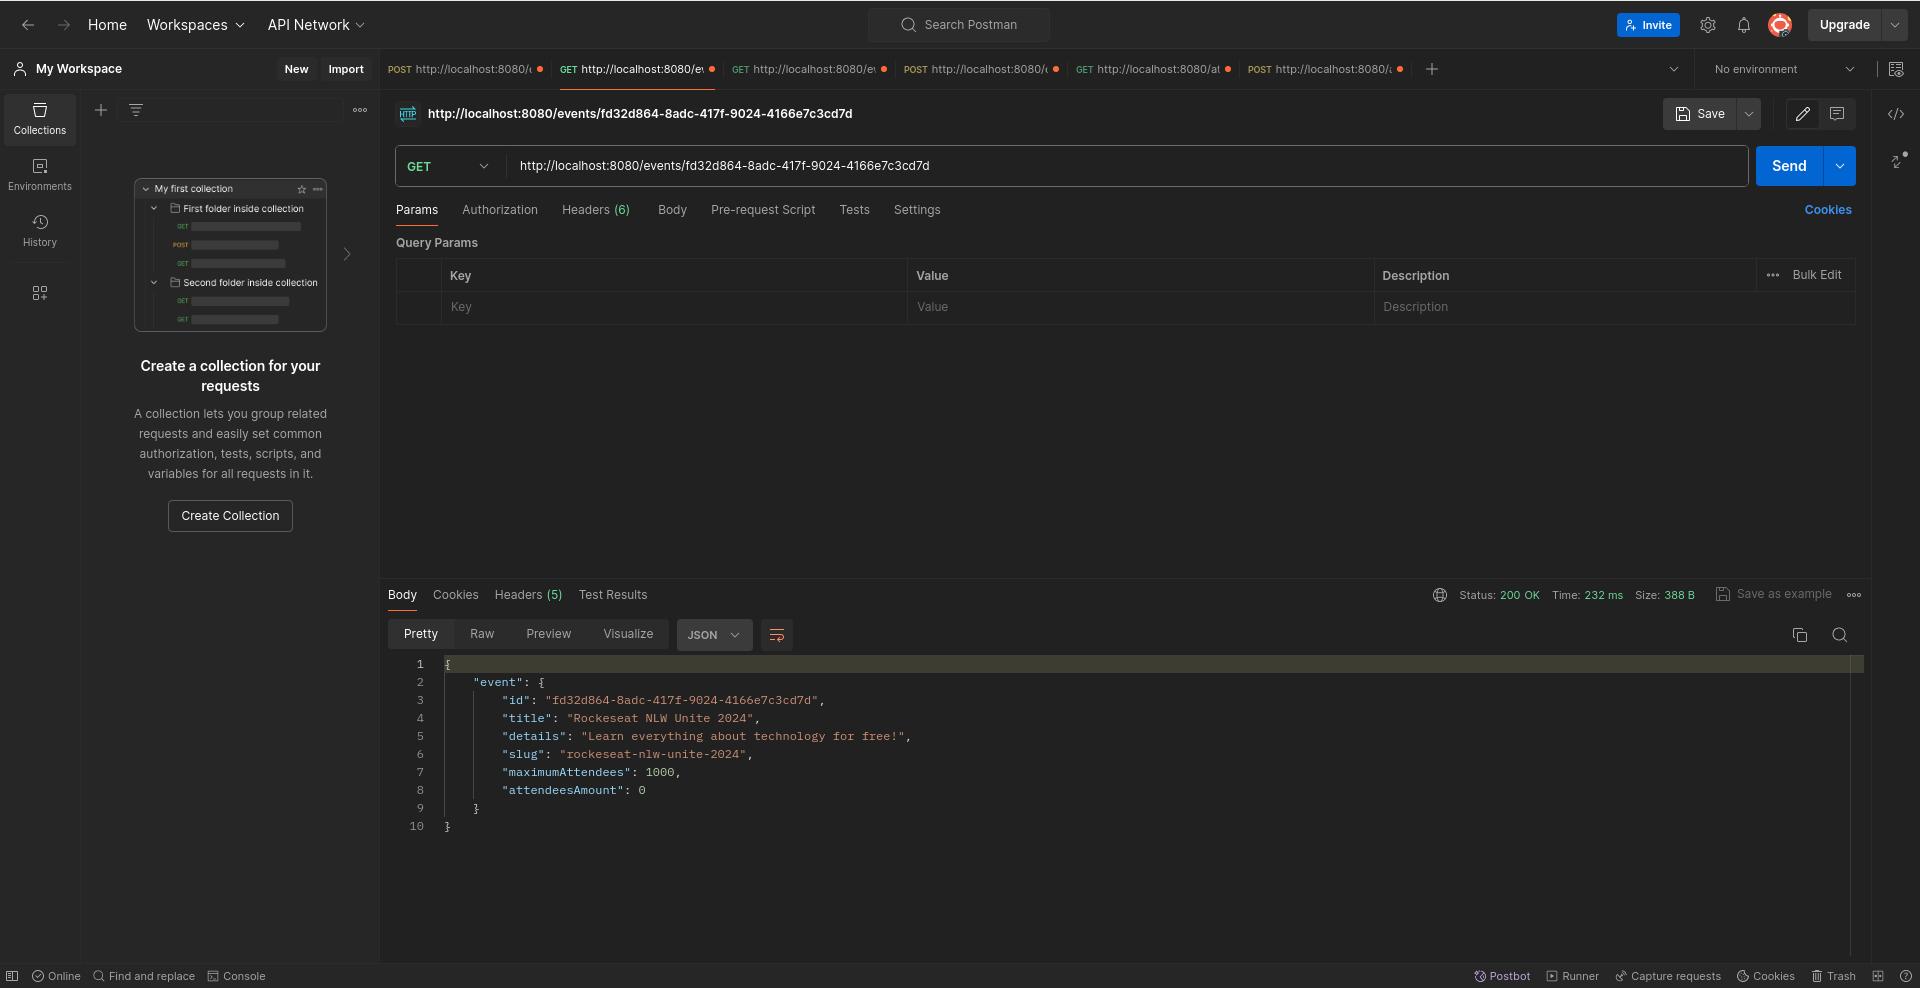 Home Workspaces API Network Search Postman Invite Upgrade
My Workspace New Import POST http://localhost:8080/ GET http://localhost:8080/e GET http://localhost:8080/e POST http://localhost:8080/ GET http://localhost:8080/a POST http://localhost:8080/ No environment
Collections
Environments
History
My first collection
First folder inside collection
GET
POST
GET
Second folder inside collection
GET
GET
Create a collection for your
requests
A collection lets you group related
requests and easily set common
authorization, tests, scripts, and
variables for all requests in it.
Create Collection
HTTP http://localhost:8080/events/fd32d864-8adc-417f-9024-4166e7c3cd7d Save
GET http://localhost:8080/events/fd32d864-8adc-417f-9024-4166e7c3cd7d Send
Params Authorization Headers (6) Body Pre-request Script Tests Settings Cookies
Query Params
Key Value Description Bulk Edit
Key Value Description
Body Cookies Headers (5) Test Results Status: 200 OK Time: 232 ms Size: 388 B Save as example
Pretty Raw Preview Visualize JSON
1 {
2 "event": {
3 "id": "fd32d864-8adc-417f-9024-4166e7c3cd7d",
4 "title": "Rockeseat NLW Unite 2024",
5 "details": "Learn everything about technology for free!",
6 "slug": "rockeseat-nlw-unite-2024",
7 "maximumAttendees": 1000,
8 "attendeesAmount": 0
9 }
10 }
Online Find and replace Console Postbot Runner Capture requests Cookies Trash